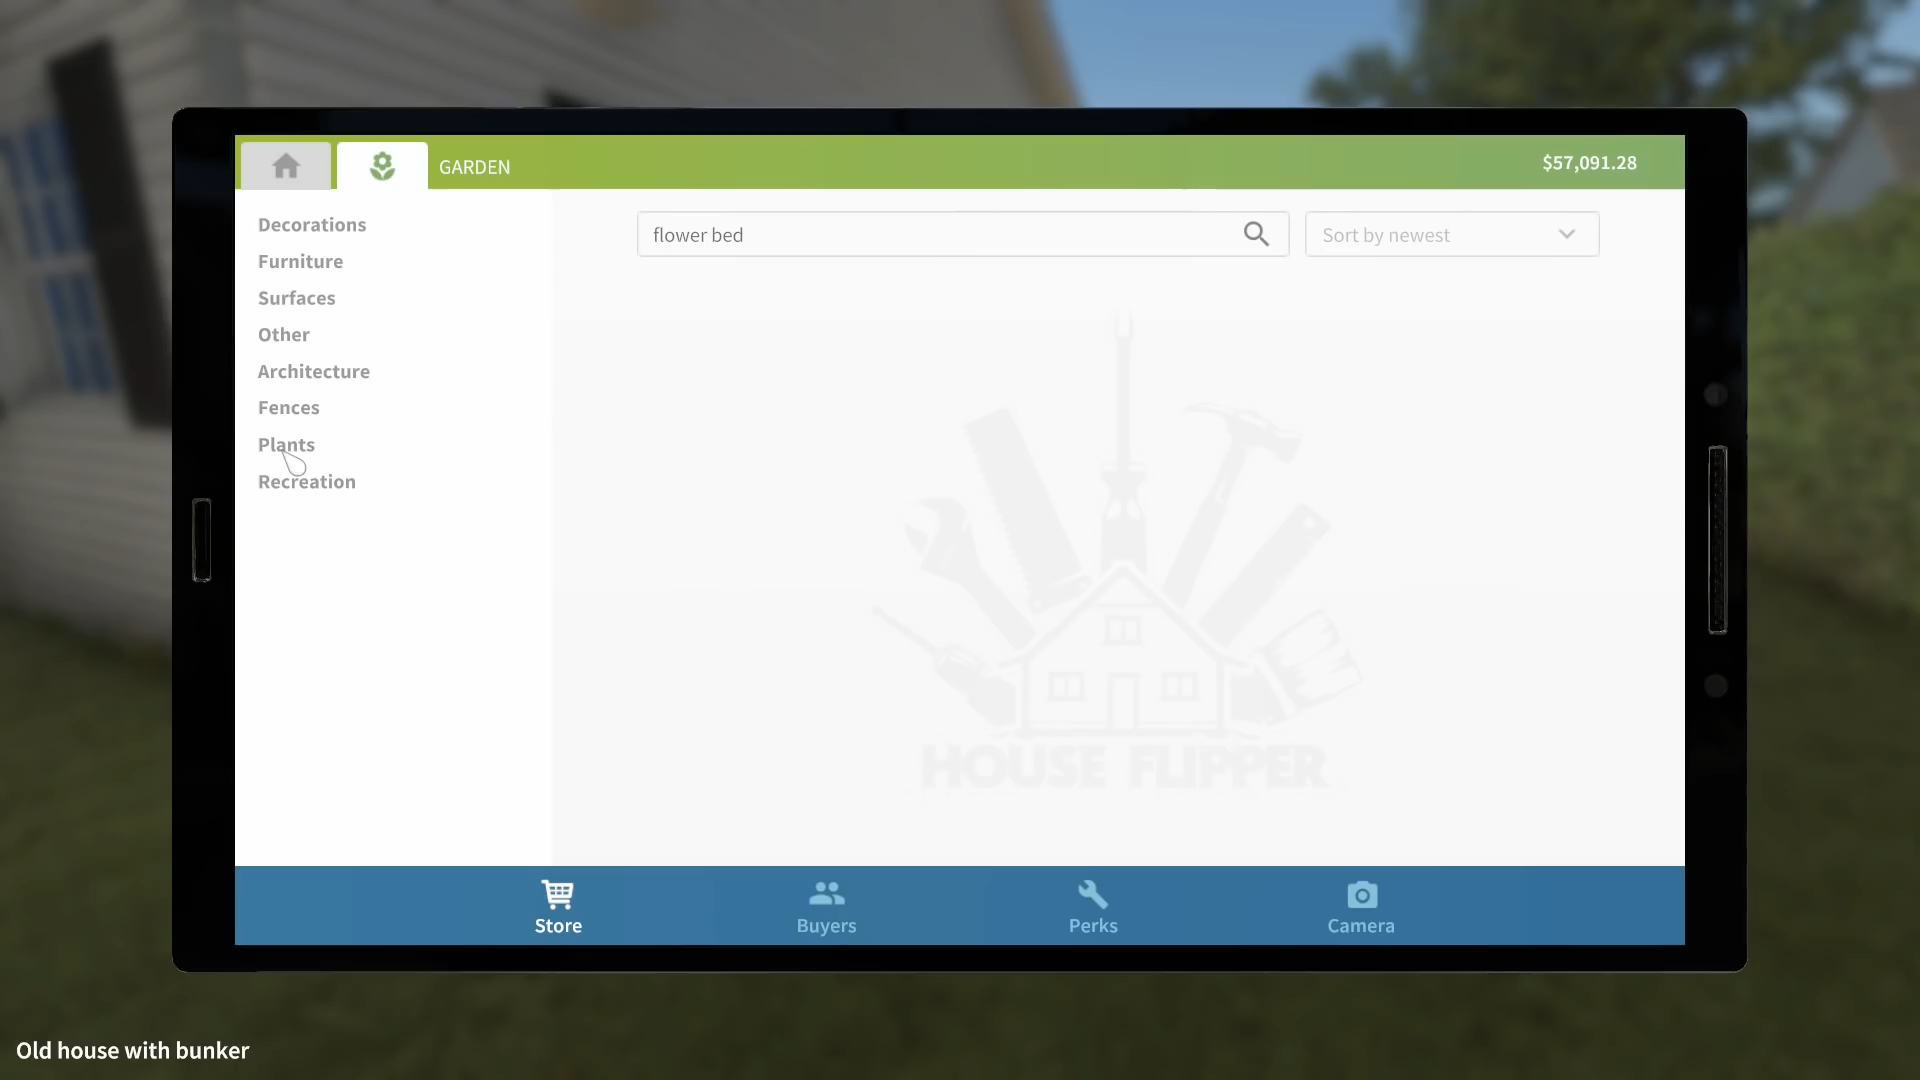 GARDEN
$57,091.28
Decorations
Furniture
Surfaces
Other
Architecture
Fences
Plants
Recreation
flower bed
Sort by newest
HOUSE FLIPPER
Store
Buyers
Perks
Camera
Old house with bunker